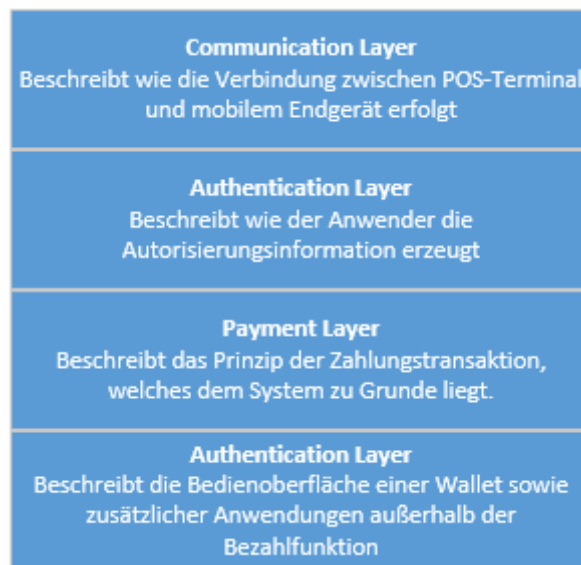 Communication Layer
Beschreibt wie die Verbindung zwischen POS-Terminal
und mobilem Endgerät erfolgt
Authentication Layer
Beschreibt wie der Anwender die
Autorisierungsinformation erzeugt
Payment Layer
Beschreibt das Prinzip der Zahlungstransaktion,
welches dem System zu Grunde liegt.
Authentication Layer
Beschreibt die Bedienoberfläche einer Wallet sowie
zusätzlicher Anwendungen außerhalb der
Bezahlfunktion